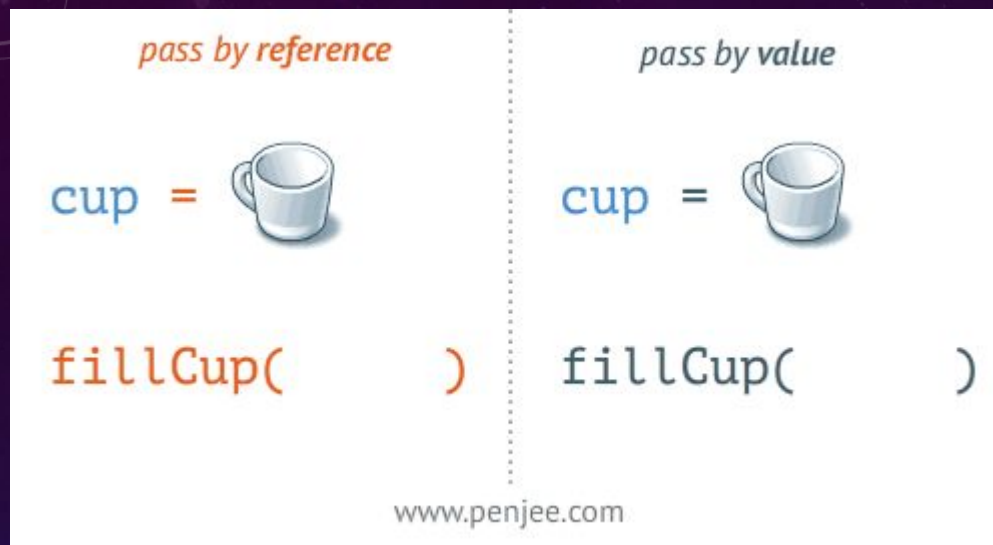 pass by reference
cup =
fillCup( )
pass by value
cup =
fillCup( )
www.penjee.com